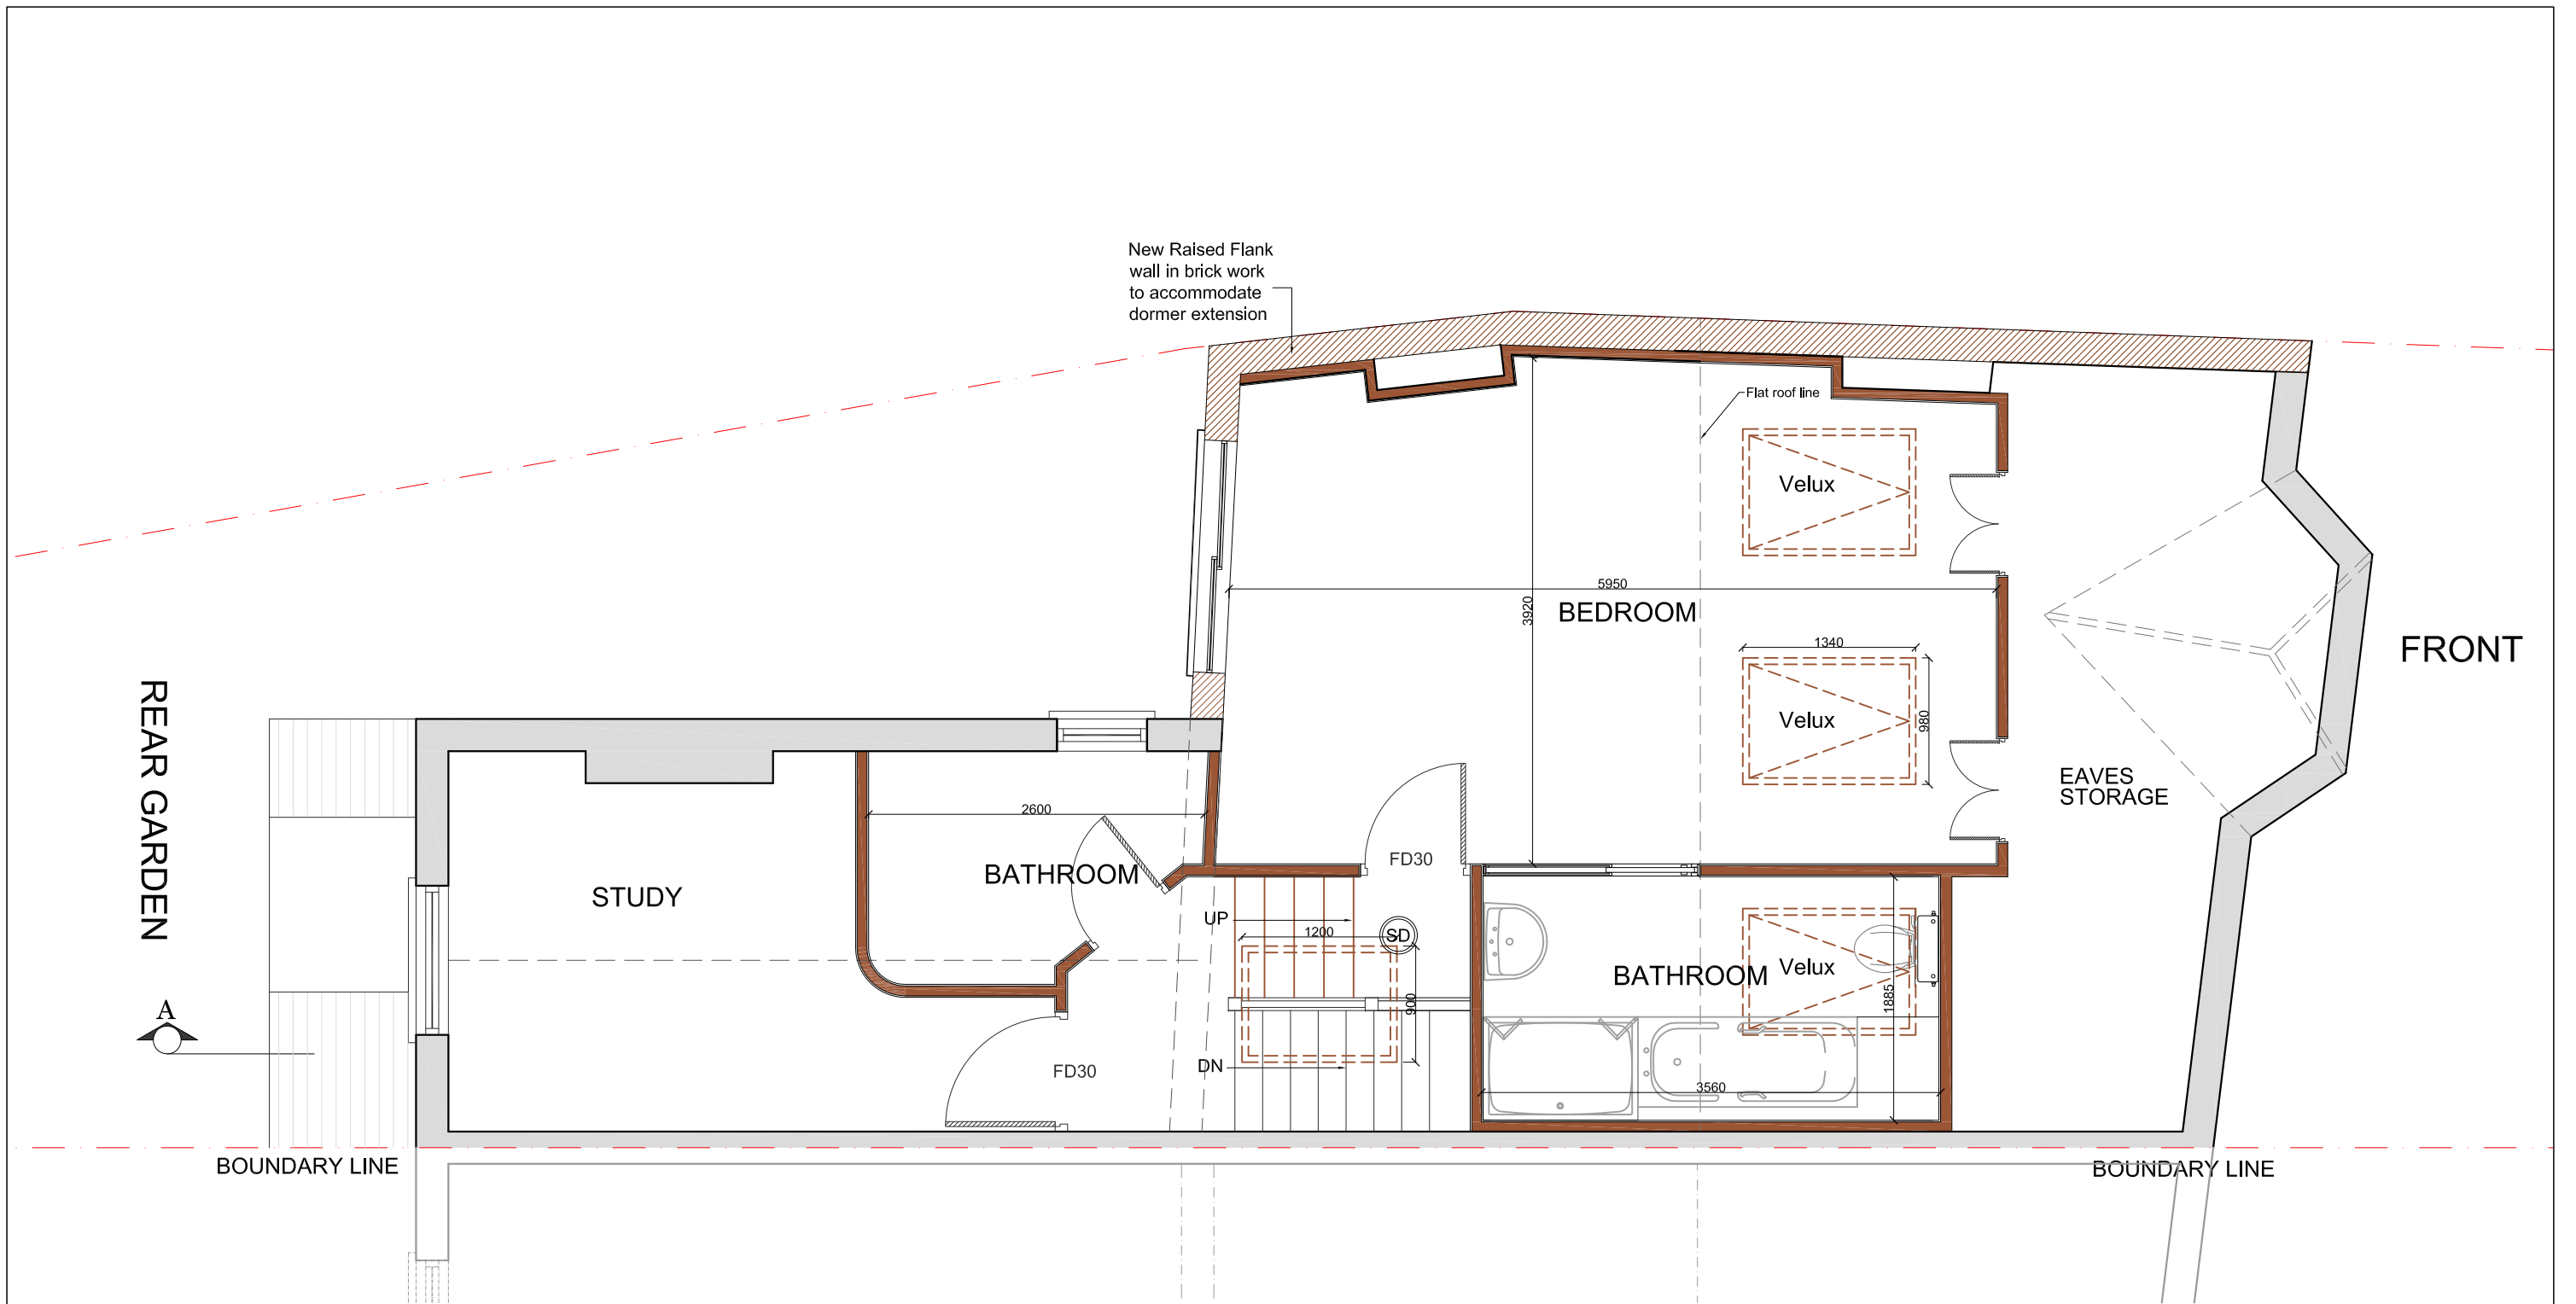 New Raised Flank
wall in brick work
to accommodate
dormer extension
Flat roof line
Velux
5950
3920
BEDROOM
1340
FRONT
Velux
980
REAR GARDEN
EAVES
STORAGE
2600
FD30
BATHROOM
STUDY
UP
1200
SD
BATHROOM
Velux
900
1885
A
DN
FD30
3560
BOUNDARY LINE
BOUNDARY LINE